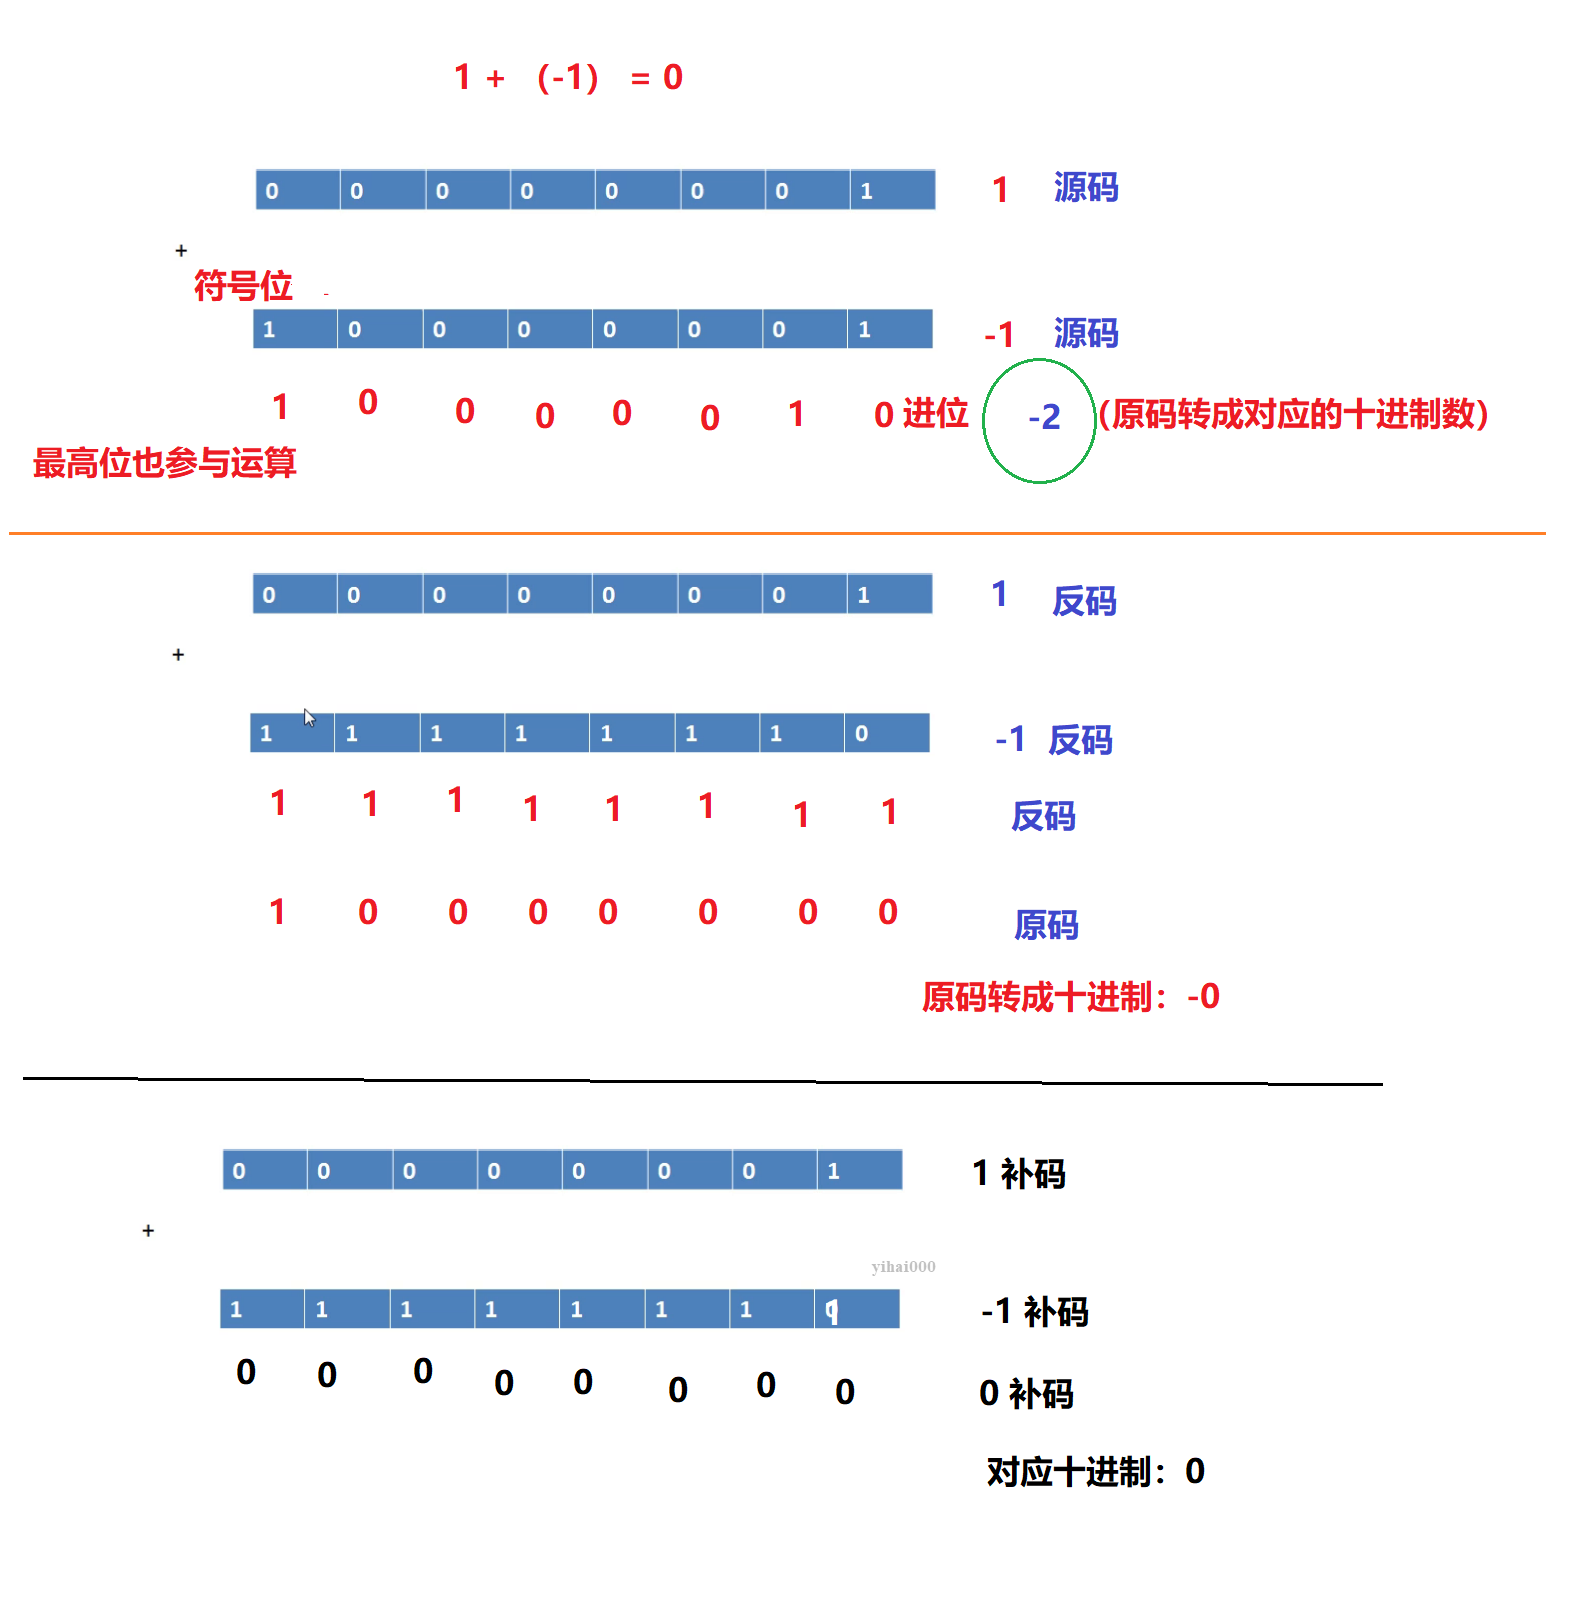 1 + （-1） = 0
0 0 0 0 0 0 0 1 1 源码
+
符号位 -
1 0 0 0 0 0 0 1 -1 源码
1 0 0 0 0 0 1 0 进位 -2 （原码转成对应的十进制数）
最高位也参与运算
0 0 0 0 0 0 0 1 1 反码
+
1 1 1 1 1 1 1 0 -1 反码
1 1 1 1 1 1 1 1 反码
1 0 0 0 0 0 0 0 原码
原码转成十进制：-0
0 0 0 0 0 0 0 1 1 补码
+
yihai000
1 1 1 1 1 1 1 1 -1 补码
0 0 0 0 0 0 0 0 0 补码
对应十进制：0